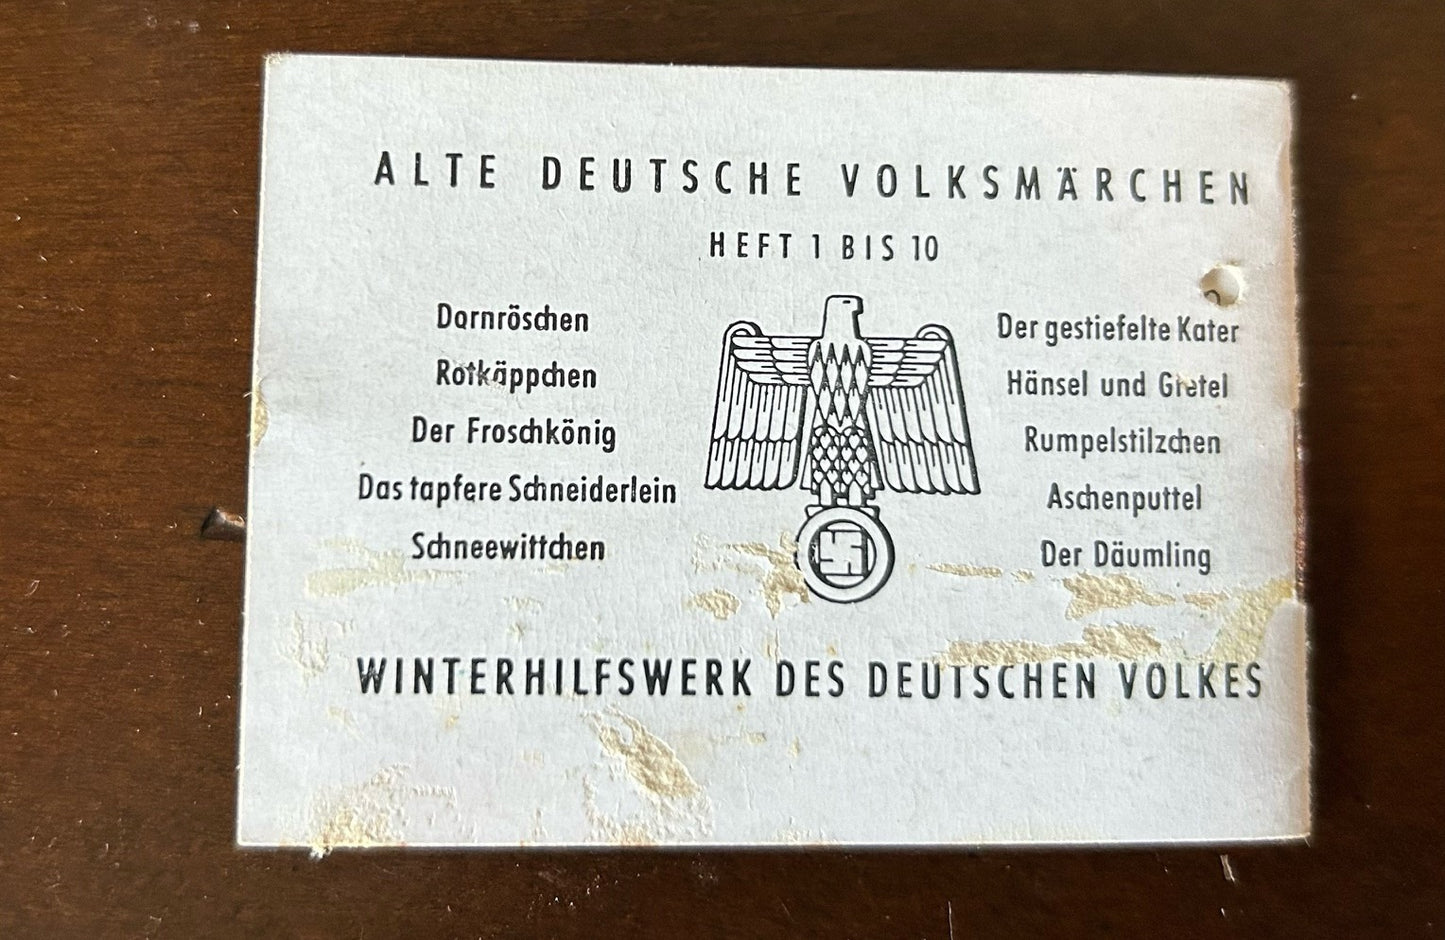 ALTE DEUTSCHE VOLKSMÄRCHEN
HEFT 1 BIS 10
Dornröschen
Rotkäppchen
Der Froschkönig
Das tapfere Schneiderlein
Schneewittchen
Der gestiefelte Kater
Hänsel und Gretel
Rumpelstilzchen
Aschenputtel
Der Däumling
WINTERHILFSWERK DES DEUTSCHEN VOLKES